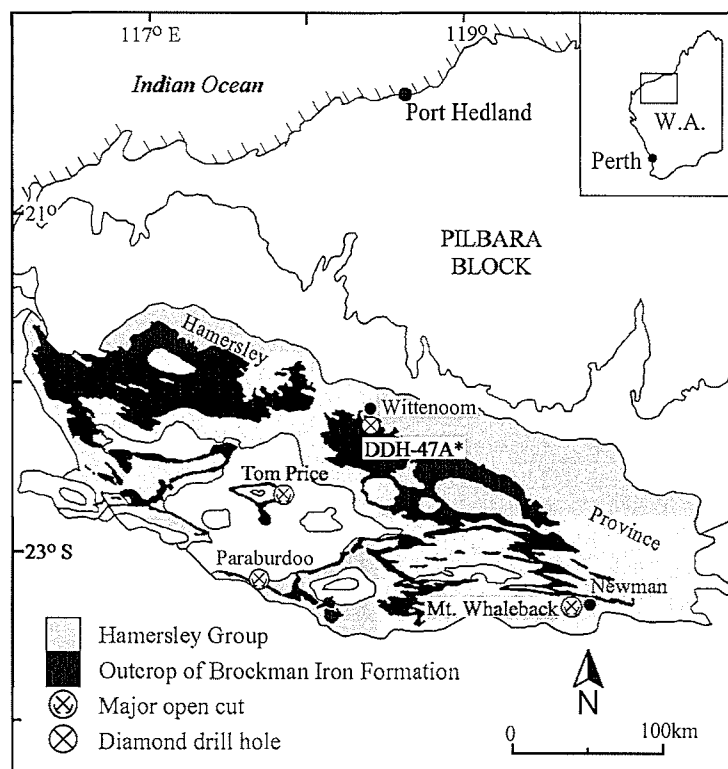 117° E
119°
Indian Ocean
Port Hedland
W.A.
Perth
21°
PILBARA
BLOCK
Hamersley
Wittenoom
DDH-47A*
Tom Price
Province
23° S
Paraburdoo
Newman
Mt. Whaleback
Hamersley Group
Outcrop of Brockman Iron Formation
Major open cut
Diamond drill hole
N
0 100km